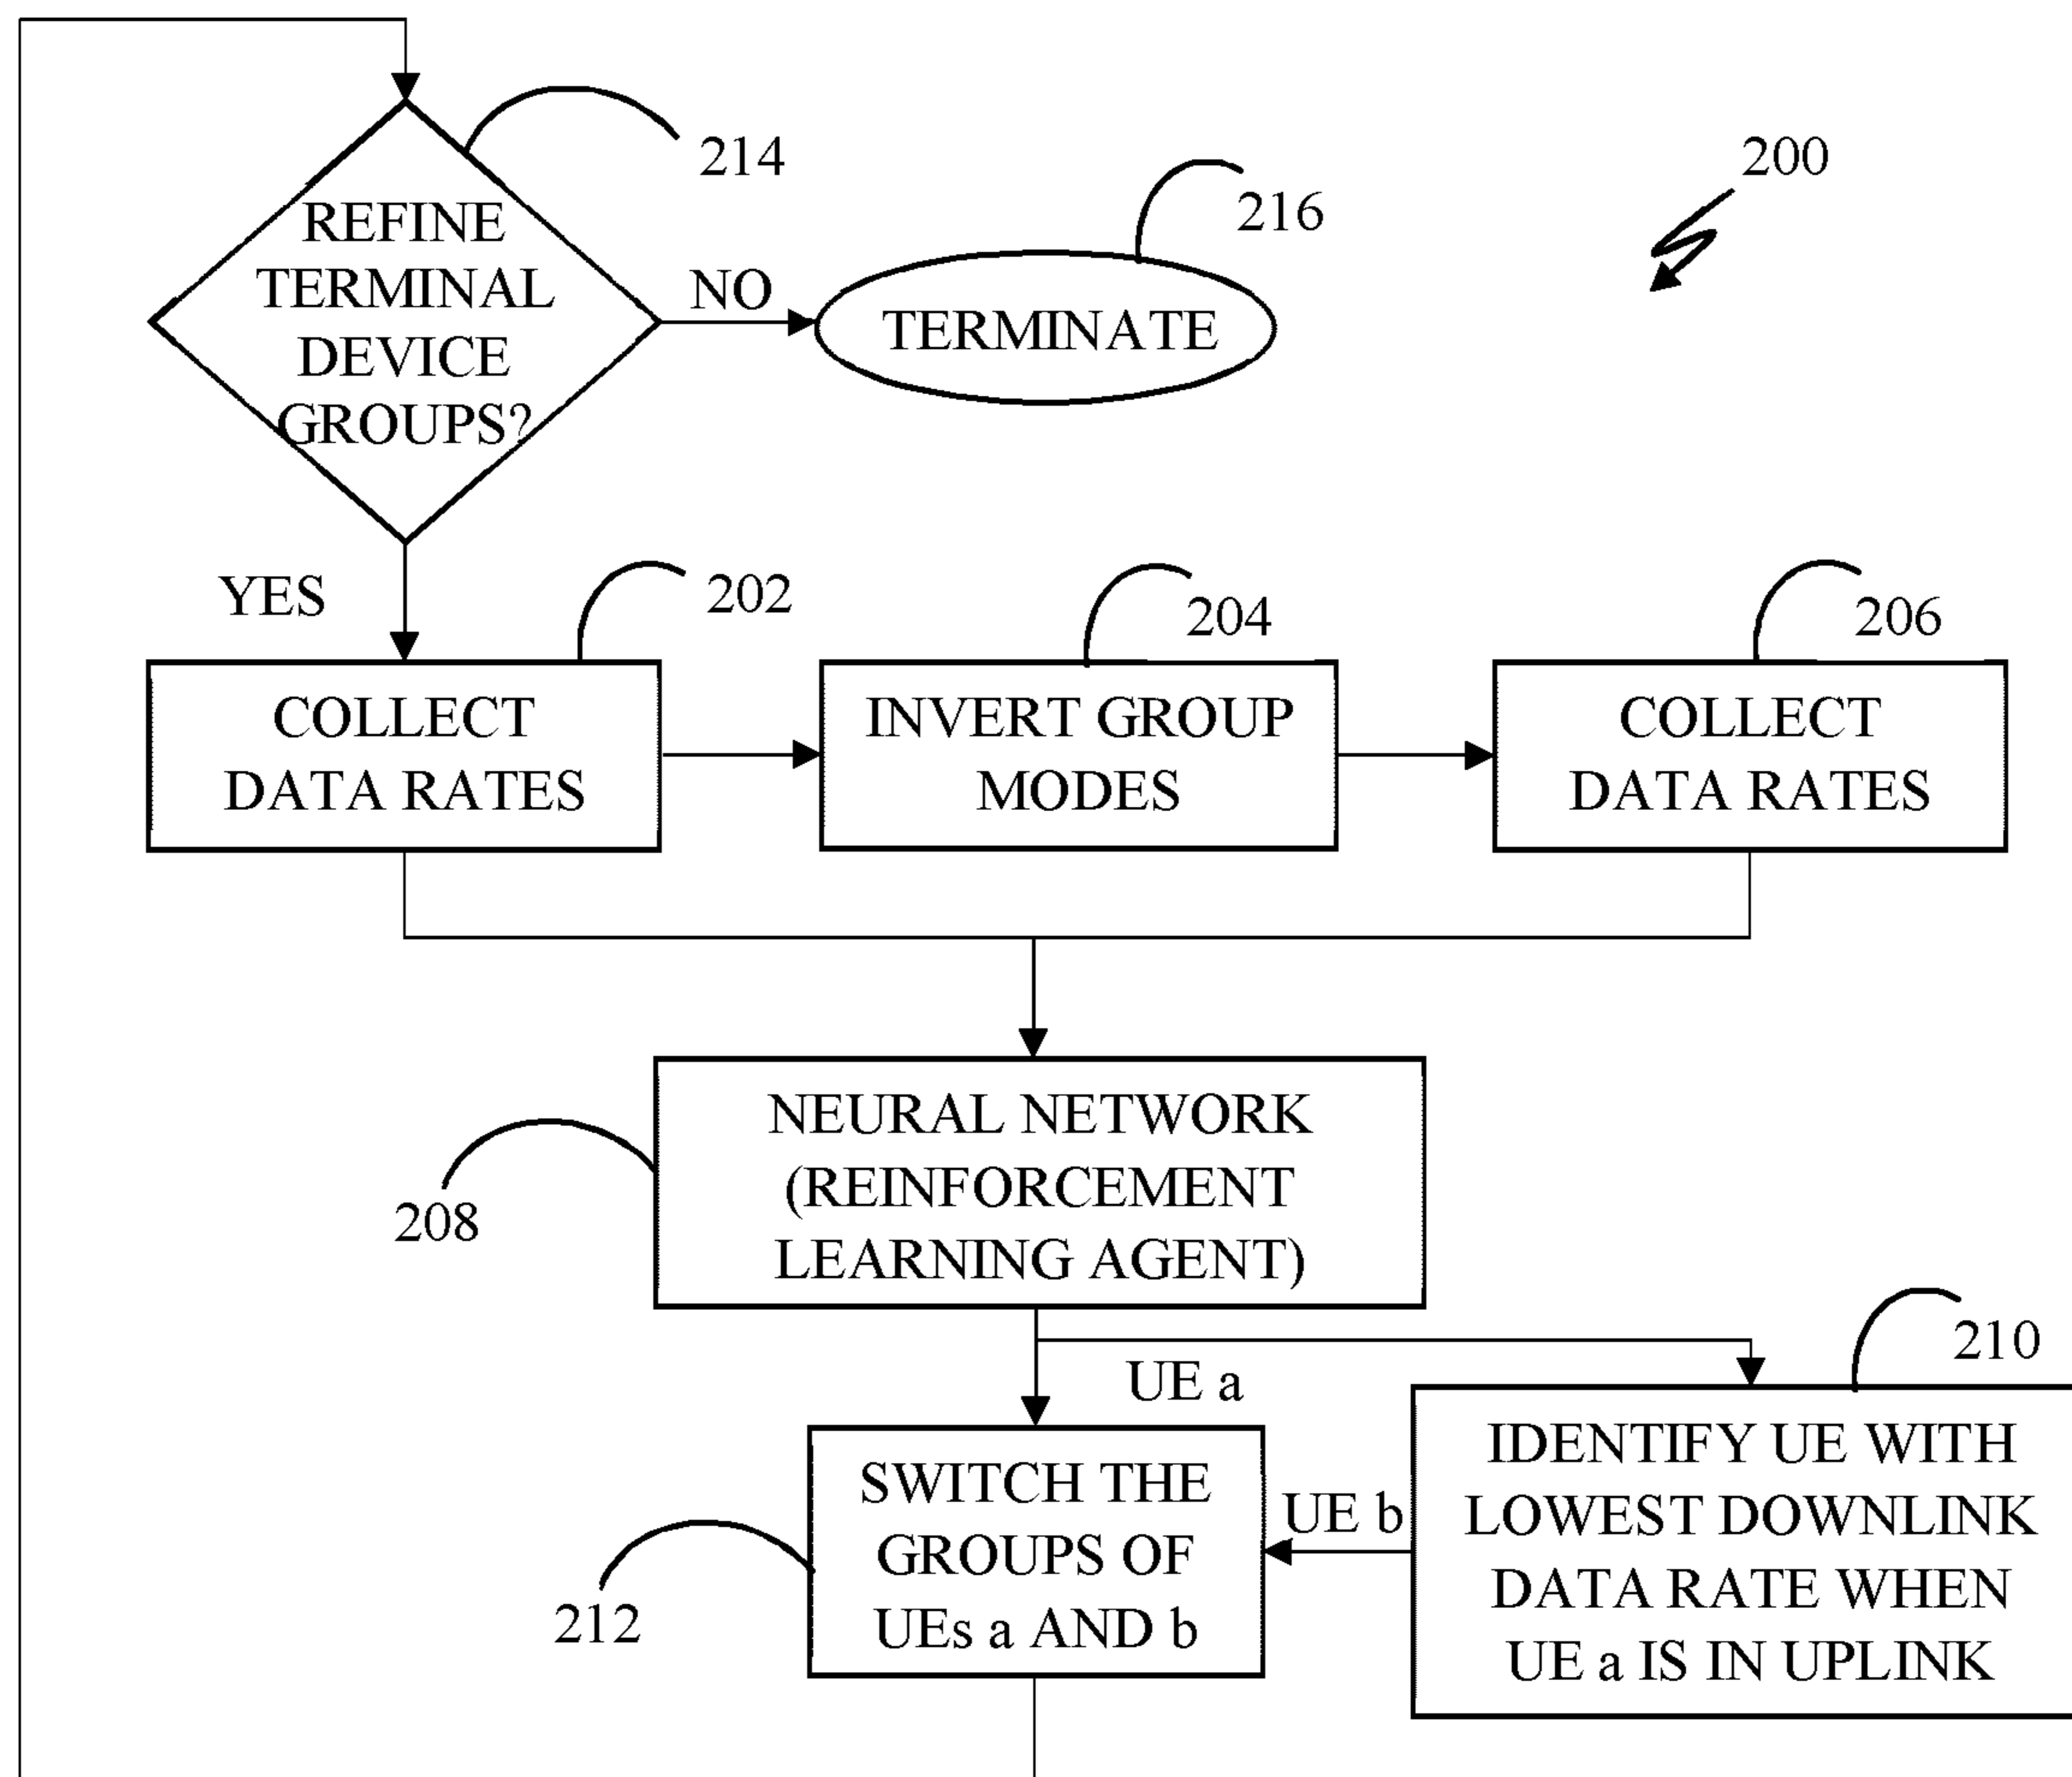 214
200
216
REFINE
TERMINAL
DEVICE
GROUPS?
NO
TERMINATE
YES
202
204
206
COLLECT
DATA RATES
INVERT GROUP
MODES
COLLECT
DATA RATES
NEURAL NETWORK
(REINFORCEMENT
LEARNING AGENT)
208
210
UE a
IDENTIFY UE WITH
LOWEST DOWNLINK
DATA RATE WHEN
UE a IS IN UPLINK
UE b
SWITCH THE
GROUPS OF
UEs a AND b
212